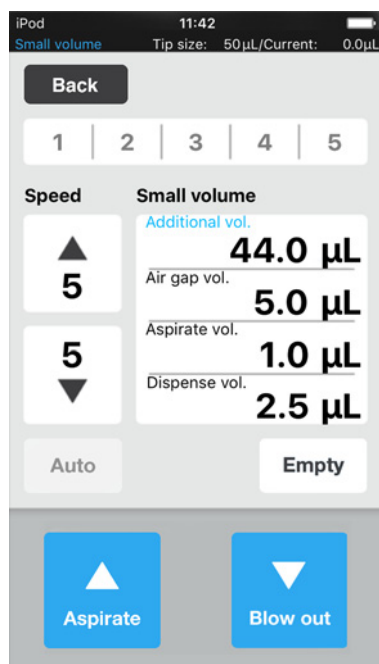 iPod 11:42
Small volume Tip size: 50µL/Current: 0.0µL
Back
1 2 3 4 5
Speed Small volume
Additional vol.
44.0 µL
5
Air gap vol.
5.0 µL
Aspirate vol.
5
1.0 µL
Dispense vol.
2.5 µL
Auto Empty
Aspirate Blow out